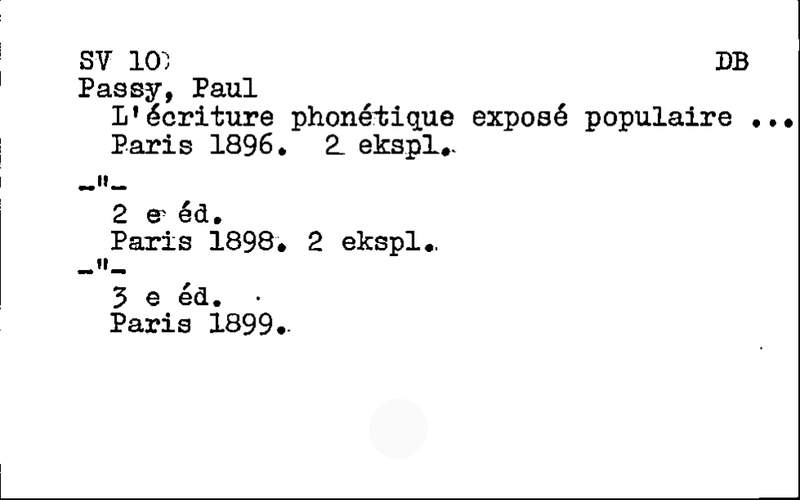 SV 10) DB
Passy, Paul
L'écriture phonétique exposé populaire ...
Paris 1896. 2 ekspl.
-"-
2 e éd.
Paris 1898. 2 ekspl.
-"-
3 e éd.
Paris 1899.